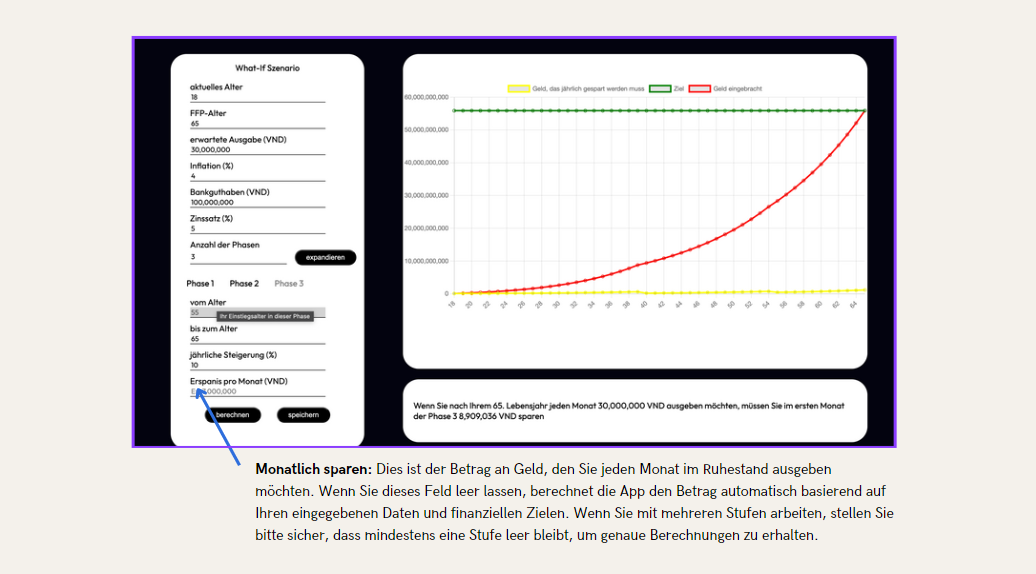 What-If Szenario
aktuelles Alter
18
FFP-Alter
65
erwartete Ausgabe (VND)
30,000,000
Inflation (%)
4
Bankguthaben (VND)
100,000,000
Zinssatz (%)
5
Anzahl der Phasen
3
expandieren
Phase 1 Phase 2 Phase 3
vom Alter
55
Ihr Einstiegsalter in dieser Phase
bis zum Alter
65
jährliche Steigerung (%)
10
Erspanis pro Monat (VND)
000,000
berechnen speichern
Geld, das jährlich gespart werden muss Ziel Geld eingebracht
60,000,000,000
50,000,000,000
40,000,000,000
30,000,000,000
20,000,000,000
10,000,000,000
0
18 20 22 24 26 28 30 32 34 36 38 40 42 44 46 48 50 52 54 56 58 60 62 64
Wenn Sie nach Ihrem 65. Lebensjahr jeden Monat 30,000,000 VND ausgeben möchten, müssen Sie im ersten Monat
der Phase 3 8,909,036 VND sparen
Monatlich sparen: Dies ist der Betrag an Geld, den Sie jeden Monat im Ruhestand ausgeben
möchten. Wenn Sie dieses Feld leer lassen, berechnet die App den Betrag automatisch basierend auf
Ihren eingegebenen Daten und finanziellen Zielen. Wenn Sie mit mehreren Stufen arbeiten, stellen Sie
bitte sicher, dass mindestens eine Stufe leer bleibt, um genaue Berechnungen zu erhalten.